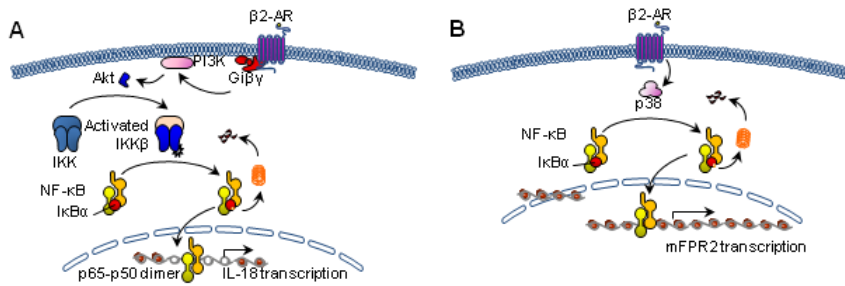 A
β2-AR
PI3K
Giβγ
Akt
Activated
IKKβ
IKK
NF-κB
IκBα
p65-p50 dimer
IL-18 transcription
B
β2-AR
p38
NF-κB
IκBα
mFPR2 transcription